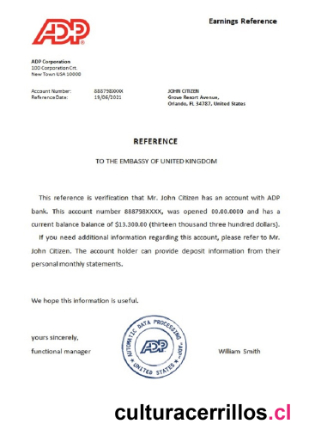 Earnings Reference
ADP
ADP Corporation
100 Corporation Crt.
New Town USA 10000
Account Number: 888798XXXX
Reference Date: 15/06/2021
JOHN CITIZEN
Grove Resort Avenue,
Orlando, FL 34787, United States
REFERENCE
TO THE EMBASSY OF UNITED KINGDOM
This reference is verification that Mr. John Citizen has an account with ADP
bank. This account number 888798XXXX, was opened 00.00.0000 and has a
current balance balance of $13.300.00 (thirteen thousand three hundred dollars).
If you need additional information regarding this account, please refer to Mr.
John Citizen. The account holder can provide deposit information from their
personal monthly statements.
We hope this information is useful.
yours sincerely,
functional manager
AUTOMATIC DATA PROCESSING "ADP"
ADP
UNITED STATES
William Smith
culturacerrillos.cl